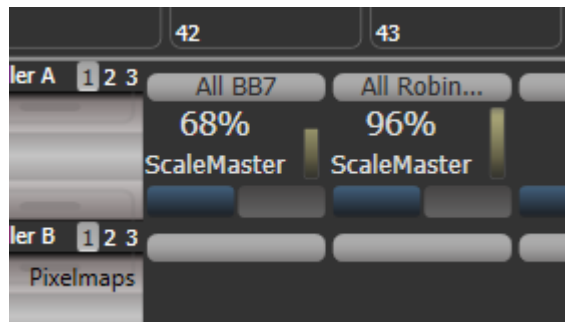 42 43
ler A 1 2 3 All BB7 All Robin...
68% 96%
ScaleMaster ScaleMaster
ler B 1 2 3
Pixelmaps